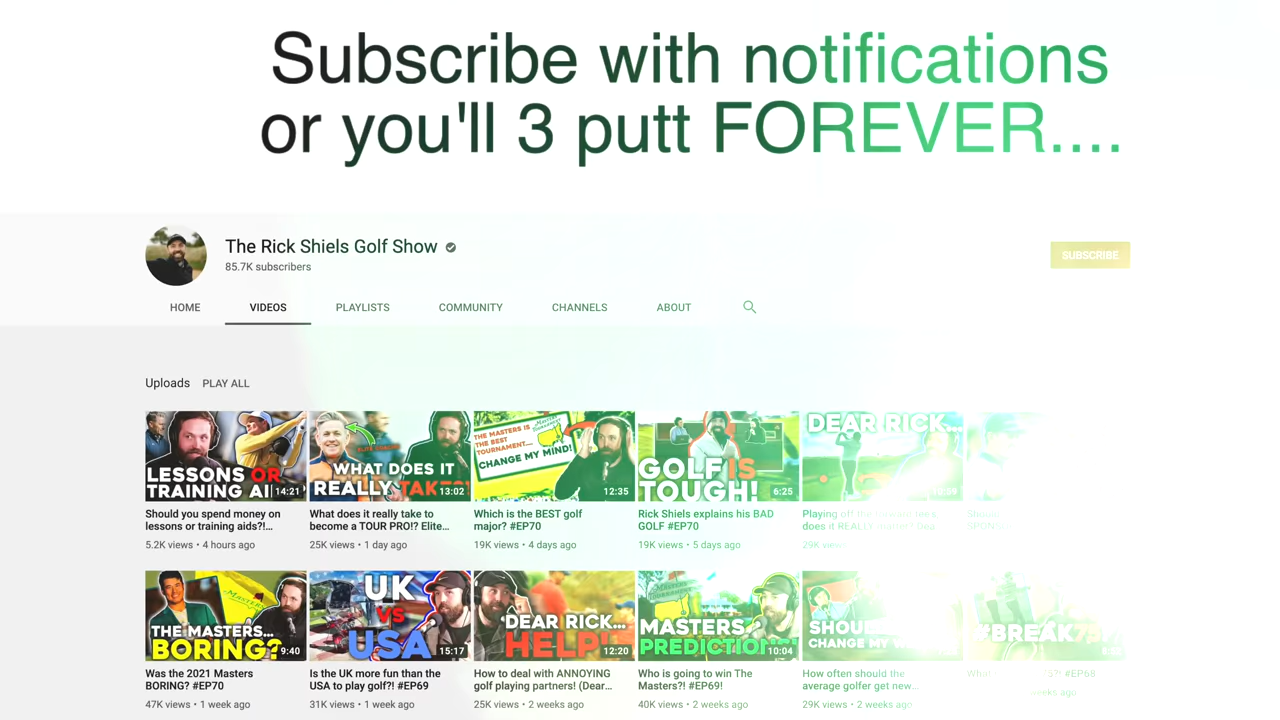 Subscribe with notifications
or you'll 3 putt FOREVER....
The Rick Shiels Golf Show
85.7K subscribers
SUBSCRIBE
HOME VIDEOS PLAYLISTS COMMUNITY CHANNELS ABOUT
Uploads PLAY ALL
LESSONS OR
TRAINING AI
14:21
WHAT DOES IT
REALLY TAKE?
13:02
THE MASTERS IS
THE BEST
TOURNAMENT...
CHANGE MY MIND!
12:35
GOLF IS
TOUGH!
6:25
DEAR RICK...
Should you spend money on
lessons or training aids?!...
5.2K views • 4 hours ago
What does it really take to
become a TOUR PRO!? Elite...
25K views • 1 day ago
Which is the BEST golf
major? #EP70
19K views • 4 days ago
Rick Shiels explains his BAD
GOLF #EP70
19K views • 5 days ago
Playing off the forward tees
does it REALLY matter! Dea
29K views
THE MASTERS...
BORING?
9:40
UK
VS
USA
15:17
DEAR RICK...
HELP!
12:20
MASTERS
PREDICTION
10:04
SHOUL
CHANGE MY
#BREAK75
Was the 2021 Masters
BORING? #EP70
47K views • 1 week ago
Is the UK more fun than the
USA to play golf?! #EP69
31K views • 1 week ago
How to deal with ANNOYING
golf playing partners! (Dear...
25K views • 2 weeks ago
Who is going to win The
Masters?! #EP69!
40K views • 2 weeks ago
How often should the
average golfer get new...
29K views • 2 weeks ago
#EP68
weeks ago